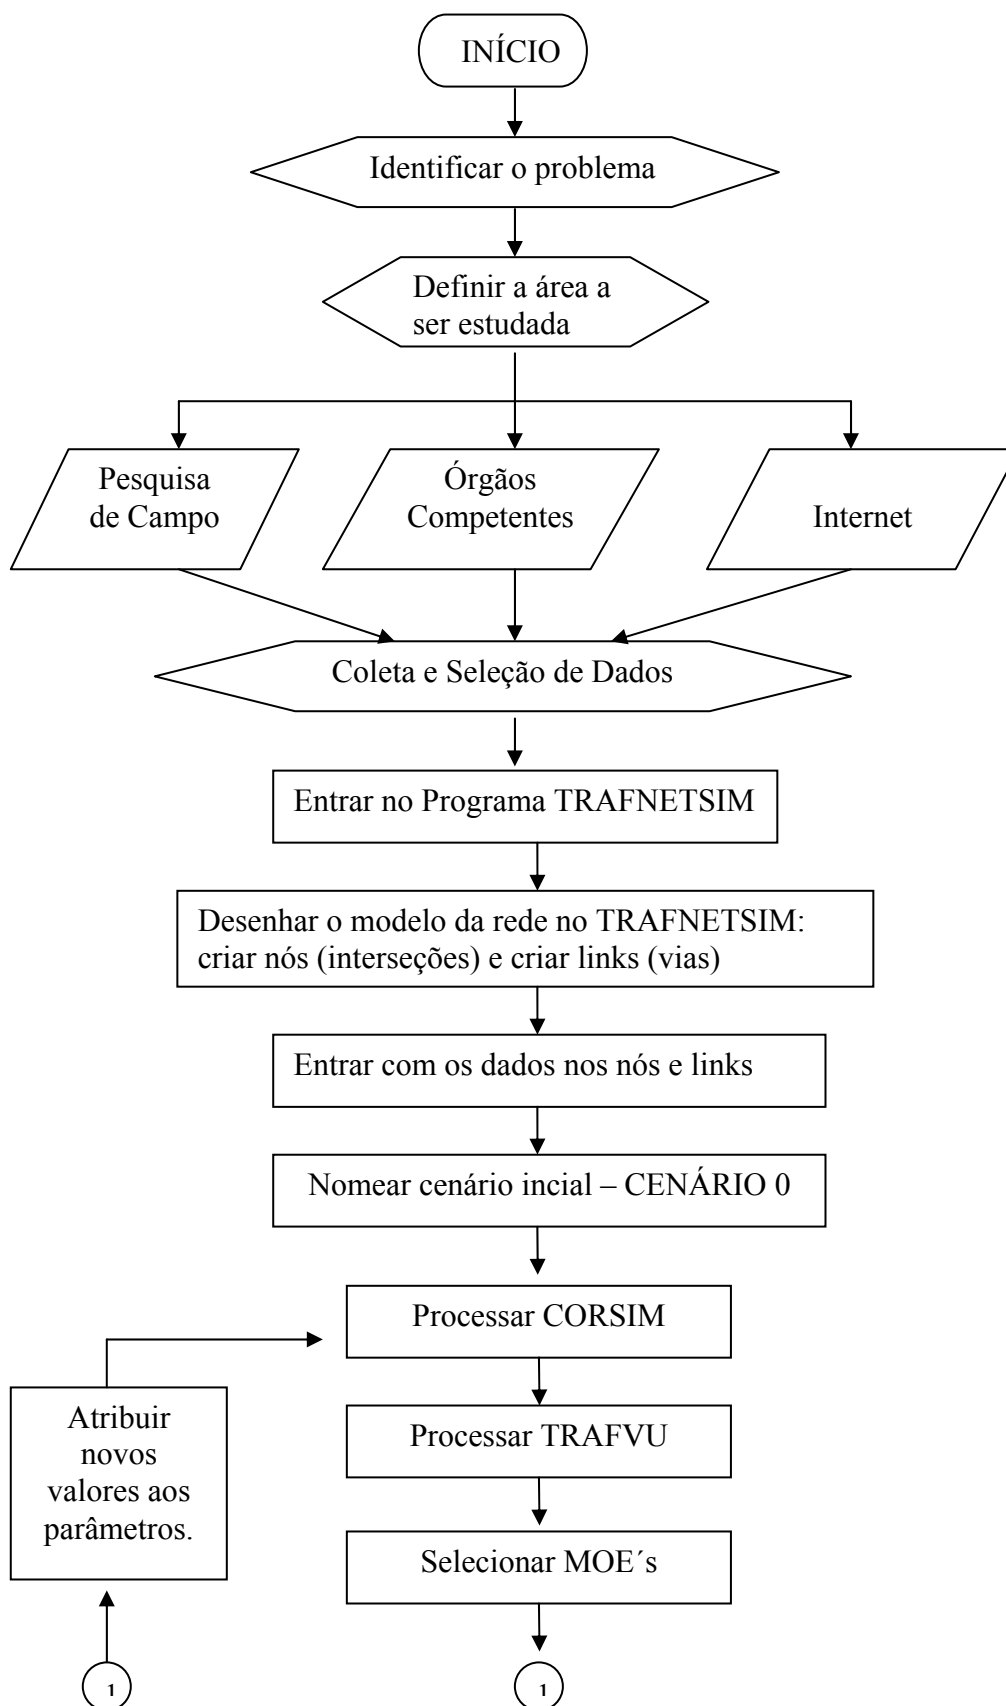 INÍCIO
Identificar o problema
Definir a área a
ser estudada
Pesquisa
de Campo
Órgãos
Competentes
Internet
Coleta e Seleção de Dados
Entrar no Programa TRAFNETSIM
Desenhar o modelo da rede no TRAFNETSIM:
criar nós (interseções) e criar links (vias)
Entrar com os dados nos nós e links
Nomear cenário incial – CENÁRIO 0
Processar CORSIM
Atribuir
novos
valores aos
parâmetros.
Processar TRAFVU
Selecionar MOE´s
1
1